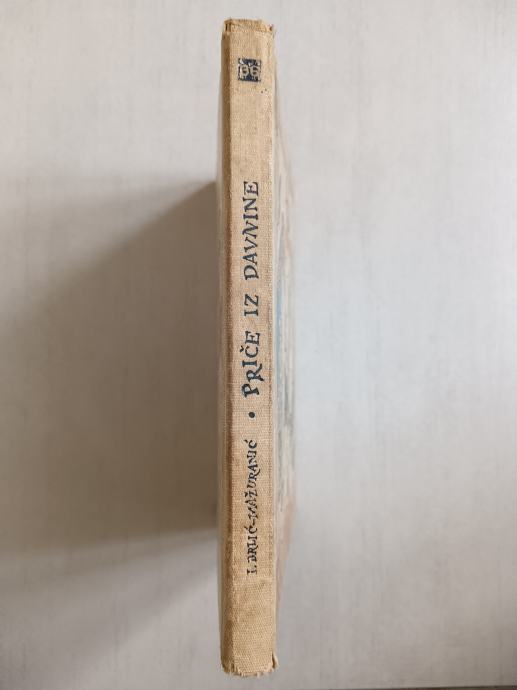 I. BRLIĆ-MAŽURANIĆ • PRIČE IZ DAVNINE